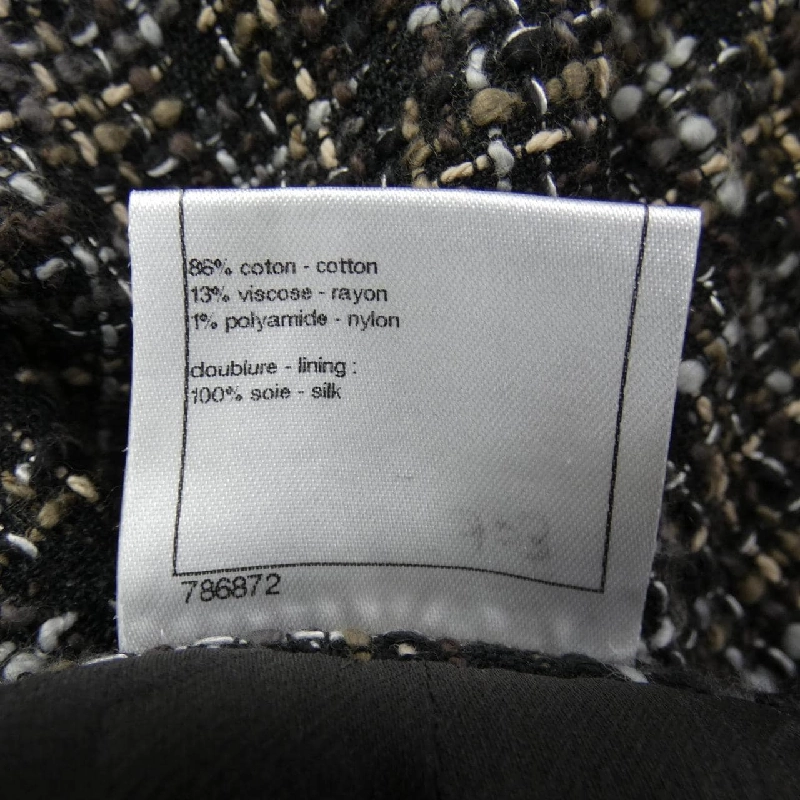 86% coton - cotton
13% viscose - rayon
1% polyamide - nylon
doublure - lining :
100% soie - silk
786872